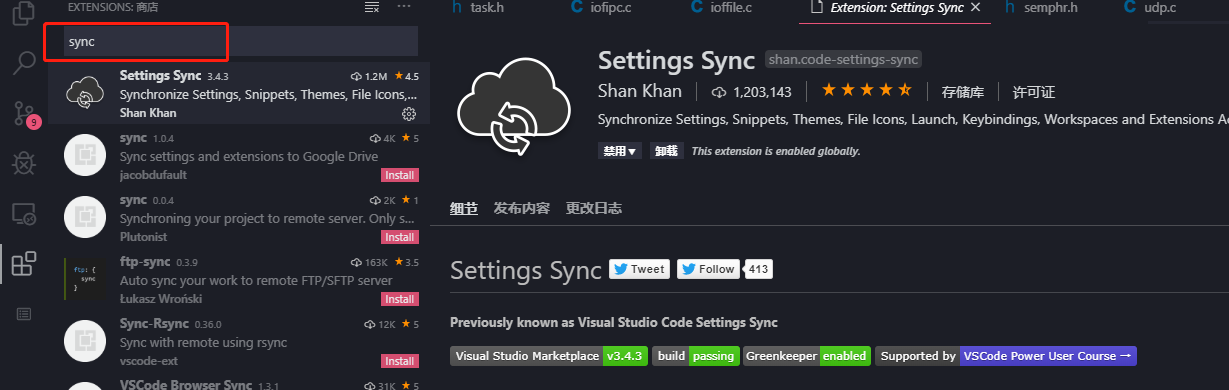 EXTENSIONS: 商店
sync
Settings Sync 3.4.3 1.2M 4.5
Synchronize Settings, Snippets, Themes, File Icons,...
Shan Khan
sync 1.0.4 4K 5
Sync settings and extensions to Google Drive
jacobdufault Install
sync 0.0.4 2K 1
Synchroning your project to remote server. Only s...
Plutonist Install
ftp: {
sync
}
ftp-sync 0.3.9 163K 3.5
Auto sync your work to remote FTP/SFTP server
Łukasz Wroński Install
Sync-Rsync 0.36.0 12K 5
Sync with remote using rsync
vscode-ext Install
VSCode Browser Sync 1.3.1 31K 5
9
h task.h C iofipc.c C ioffile.c Extension: Settings Sync × h semphr.h C udp.c
Settings Sync shan.code-settings-sync
Shan Khan 1,203,143 存储库 许可证
Synchronize Settings, Snippets, Themes, File Icons, Launch, Keybindings, Workspaces and Extensions A
禁用 卸载 This extension is enabled globally.
细节 发布内容 更改日志
Settings Sync Tweet Follow 413
Previously known as Visual Studio Code Settings Sync
Visual Studio Marketplace v3.4.3 build passing Greenkeeper enabled Supported by VSCode Power User Course →